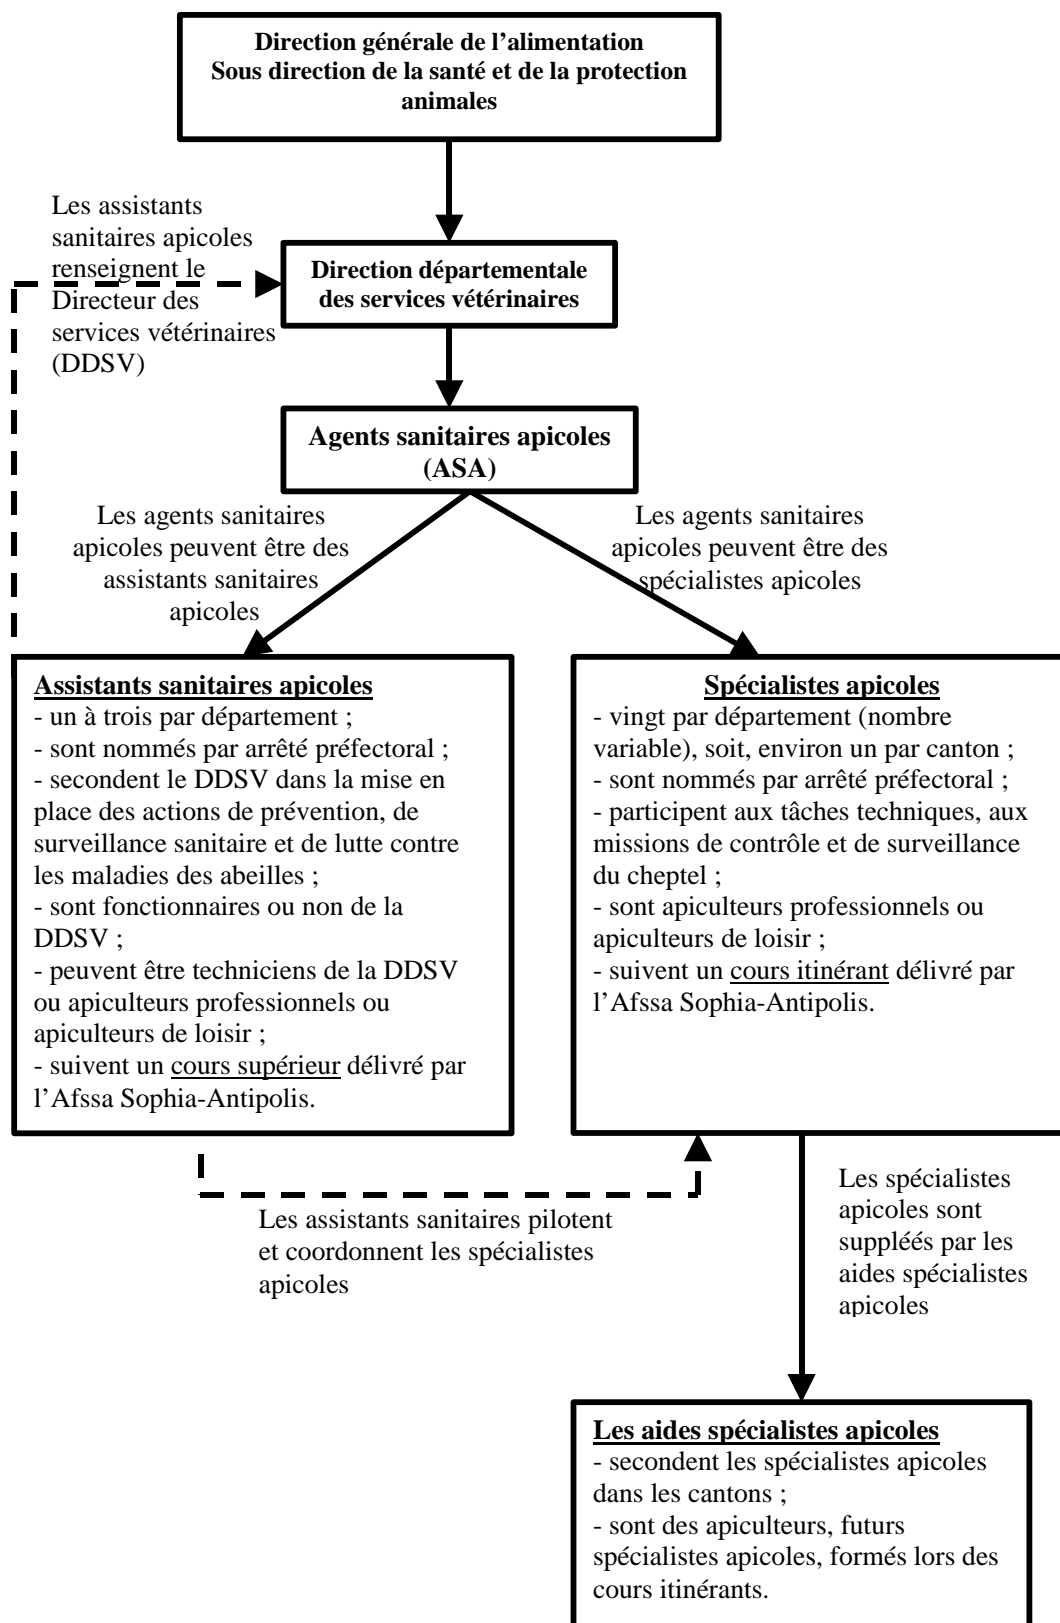 Direction générale de l’alimentation
Sous direction de la santé et de la protection
animales
Les assistants
sanitaires apicoles
renseignent le
Directeur des
services vétérinaires
(DDSV)
Direction départementale
des services vétérinaires
Agents sanitaires apicoles
(ASA)
Les agents sanitaires
apicoles peuvent être des
assistants sanitaires
apicoles
Les agents sanitaires
apicoles peuvent être des
spécialistes apicoles
Assistants sanitaires apicoles
- un à trois par département ;
- sont nommés par arrêté préfectoral ;
- secondent le DDSV dans la mise en
place des actions de prévention, de
surveillance sanitaire et de lutte contre
les maladies des abeilles ;
- sont fonctionnaires ou non de la
DDSV ;
- peuvent être techniciens de la DDSV
ou apiculteurs professionnels ou
apiculteurs de loisir ;
- suivent un cours supérieur délivré par
l’Afssa Sophia-Antipolis.
Spécialistes apicoles
- vingt par département (nombre
variable), soit, environ un par canton ;
- sont nommés par arrêté préfectoral ;
- participent aux tâches techniques, aux
missions de contrôle et de surveillance
du cheptel ;
- sont apiculteurs professionnels ou
apiculteurs de loisir ;
- suivent un cours itinérant délivré par
l’Afssa Sophia-Antipolis.
Les assistants sanitaires pilotent
et coordonnent les spécialistes
apicoles
Les spécialistes
apicoles sont
suppléés par les
aides spécialistes
apicoles
Les aides spécialistes apicoles
- secondent les spécialistes apicoles
dans les cantons ;
- sont des apiculteurs, futurs
spécialistes apicoles, formés lors des
cours itinérants.